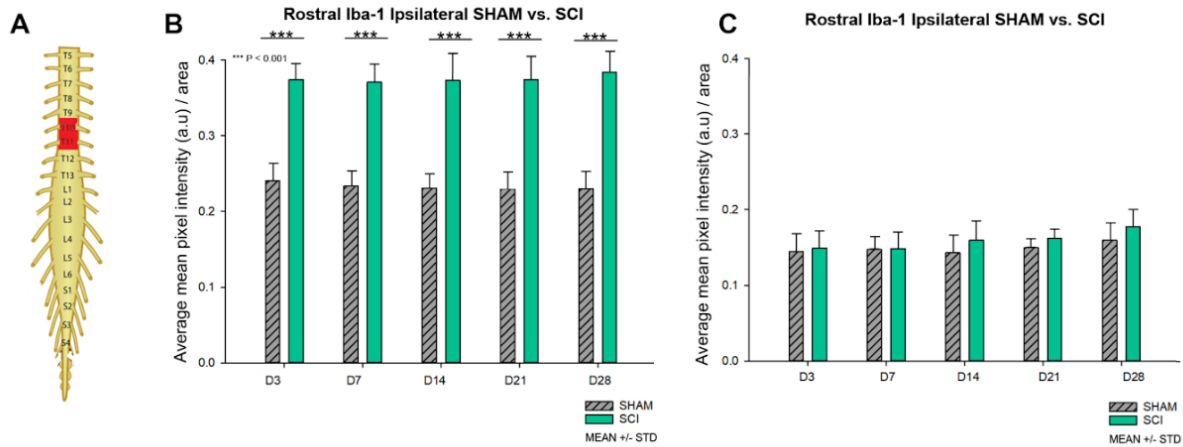 A
T5
T6
T7
T8
T9
T10
T11
T12
T13
L1
L2
L3
L4
L5
L6
S1
S2
S3
S4
B
Rostral Iba-1 Ipsilateral SHAM vs. SCI
*** *** *** *** ***
*** P < 0.001
Average mean pixel intensity (a.u) / area
0.4
0.3
0.2
0.1
0.0
D3 D7 D14 D21 D28
SHAM
SCI
MEAN +/- STD
C
Rostral Iba-1 Ipsilateral SHAM vs. SCI
Average mean pixel intensity (a.u) / area
0.4
0.3
0.2
0.1
0.0
D3 D7 D14 D21 D28
SHAM
SCI
MEAN +/- STD